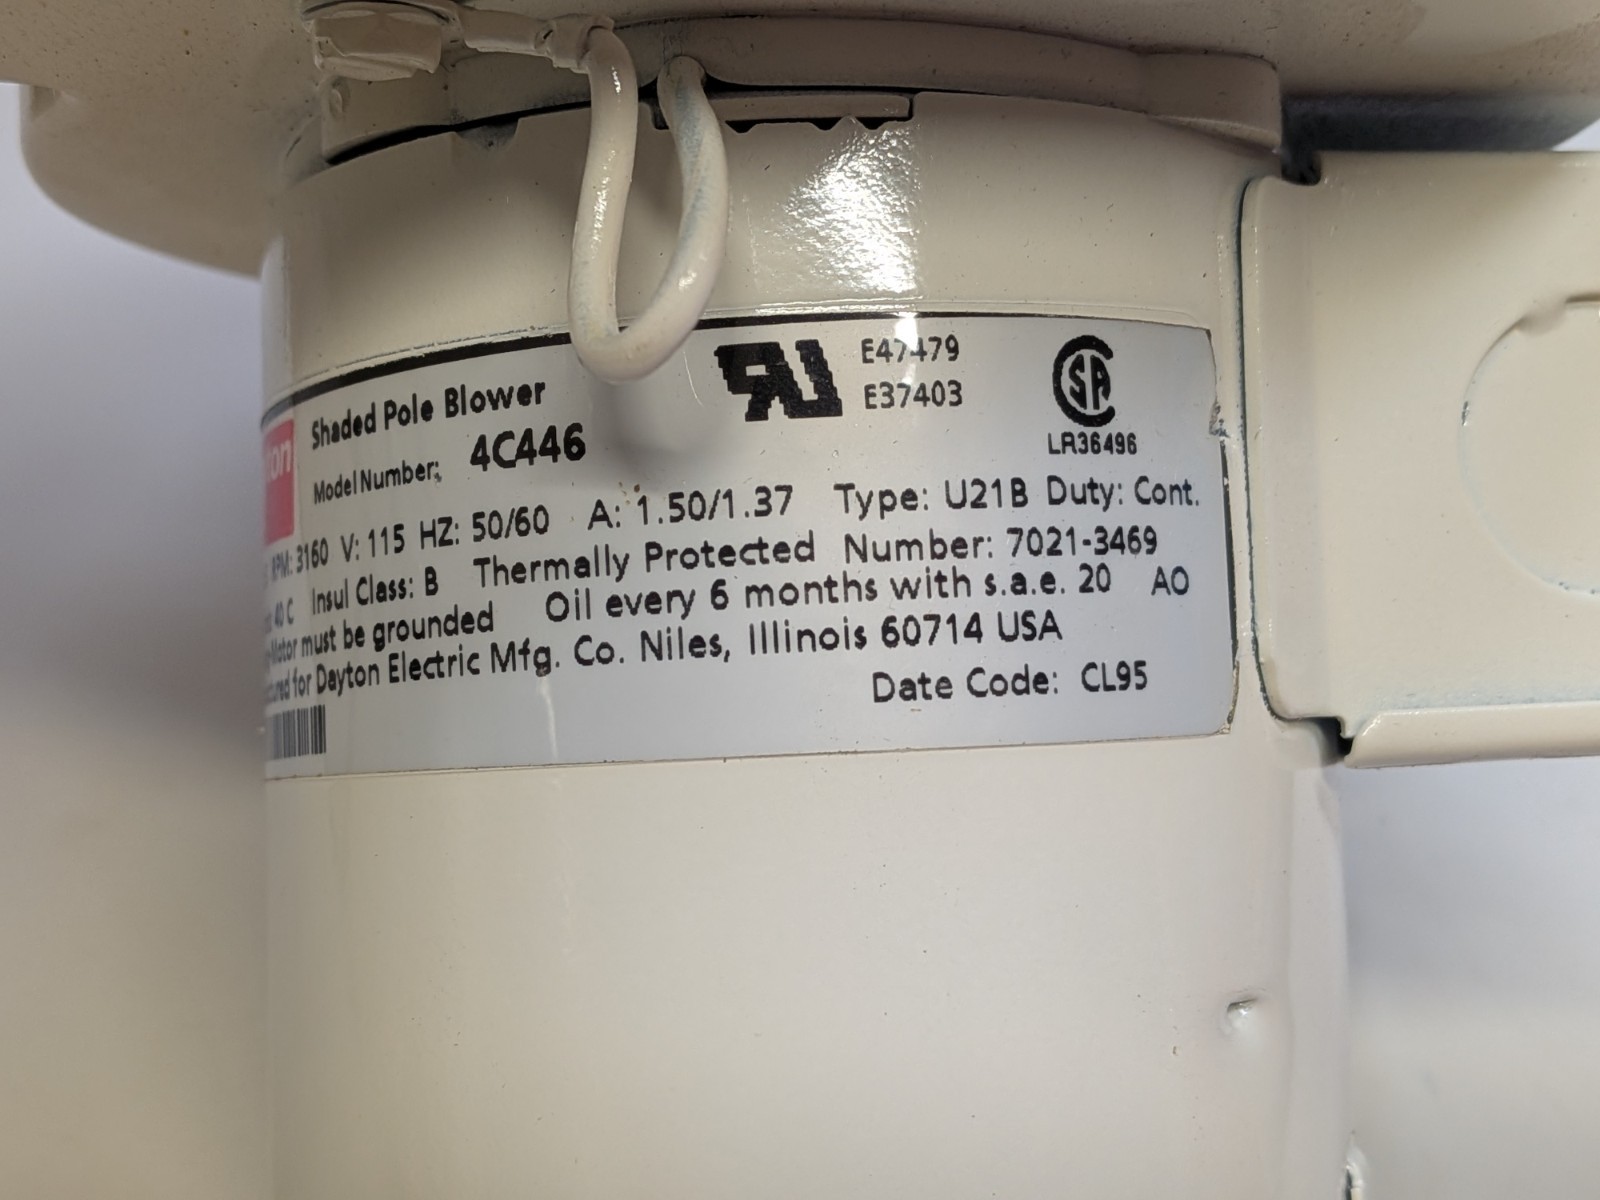 Shaded Pole Blower
Model Number: 4C446
E47479
E37403
LR36496
RPM: 3160 V: 115 HZ: 50/60 A: 1.50/1.37 Type: U21B Duty: Cont.
40 C Insul Class: B Thermally Protected Number: 7021-3469
Motor must be grounded Oil every 6 months with s.a.e. 20 AO
for Dayton Electric Mfg. Co. Niles, Illinois 60714 USA
Date Code: CL95